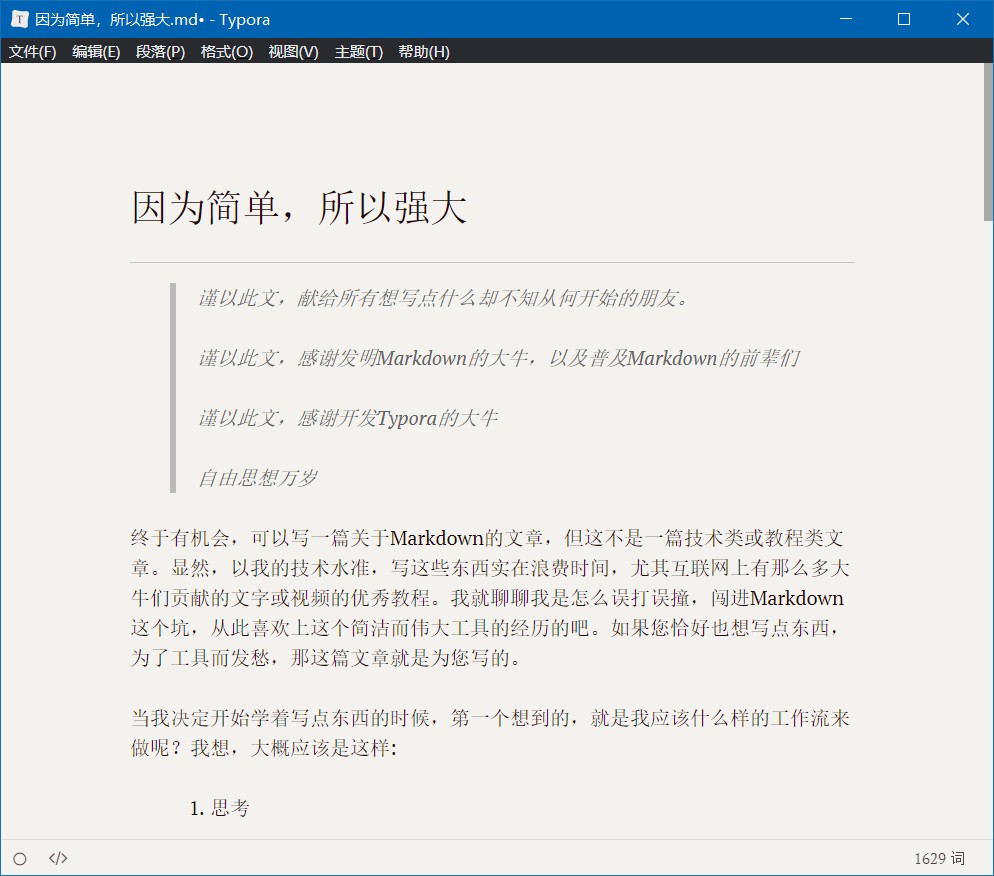 因为简单，所以强大.md• - Typora
文件(F) 编辑(E) 段落(P) 格式(O) 视图(V) 主题(T) 帮助(H)
因为简单，所以强大
谨以此文，献给所有想写点什么却不知从何开始的朋友。
谨以此文，感谢发明Markdown的大牛，以及普及Markdown的前辈们
谨以此文，感谢开发Typora的大牛
自由思想万岁
终于有机会，可以写一篇关于Markdown的文章，但这不是一篇技术类或教程类文
章。显然，以我的技术水准，写这些东西实在浪费时间，尤其互联网上有那么多大
牛们贡献的文字或视频的优秀教程。我就聊聊我是怎么误打误撞，闯进Markdown
这个坑，从此喜欢上这个简洁而伟大工具的经历的吧。如果您恰好也想写点东西，
为了工具而发愁，那这篇文章就是为您写的。
当我决定开始学着写点东西的时候，第一个想到的，就是我应该什么样的工作流来
做呢？我想，大概应该是这样:
1. 思考
</> 1629 词